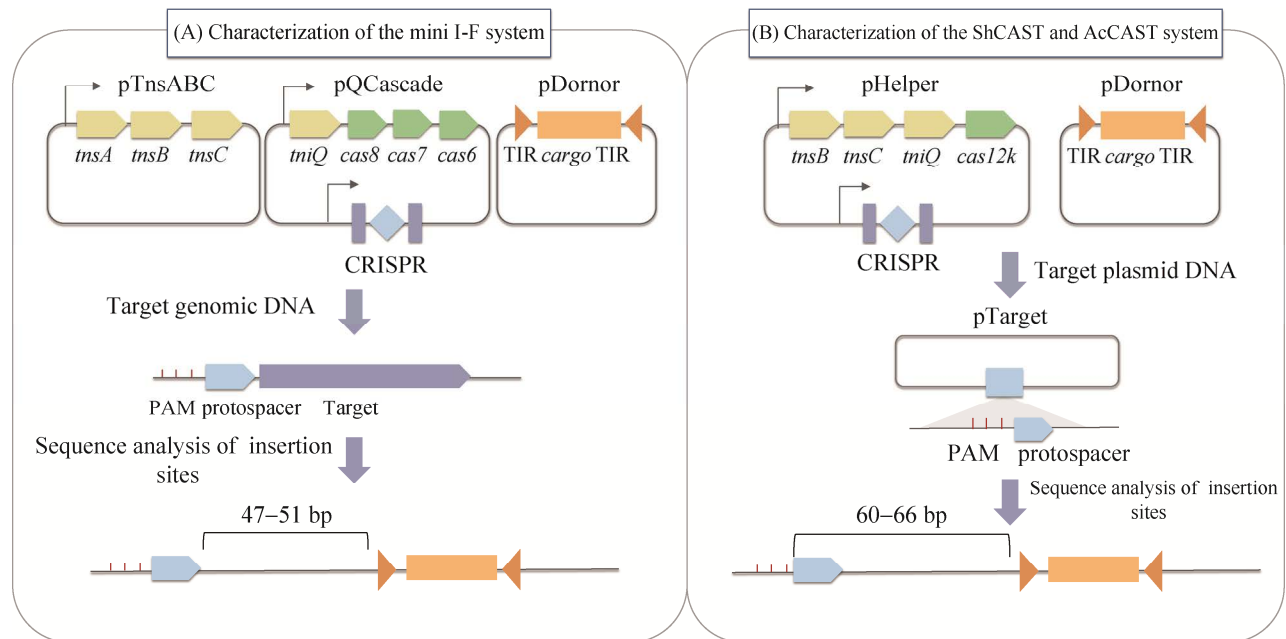 (A) Characterization of the mini I-F system
pTnsABC
pQCascade
pDornor
tnsA tnsB tnsC
tniQ cas8 cas7 cas6
TIR cargo TIR
CRISPR
Target genomic DNA
PAM protospacer Target
Sequence analysis of insertion
sites
47–51 bp
(B) Characterization of the ShCAST and AcCAST system
pHelper
pDornor
tnsB tnsC tniQ cas12k
TIR cargo TIR
CRISPR
Target plasmid DNA
pTarget
PAM protospacer
Sequence analysis of insertion
sites
60–66 bp